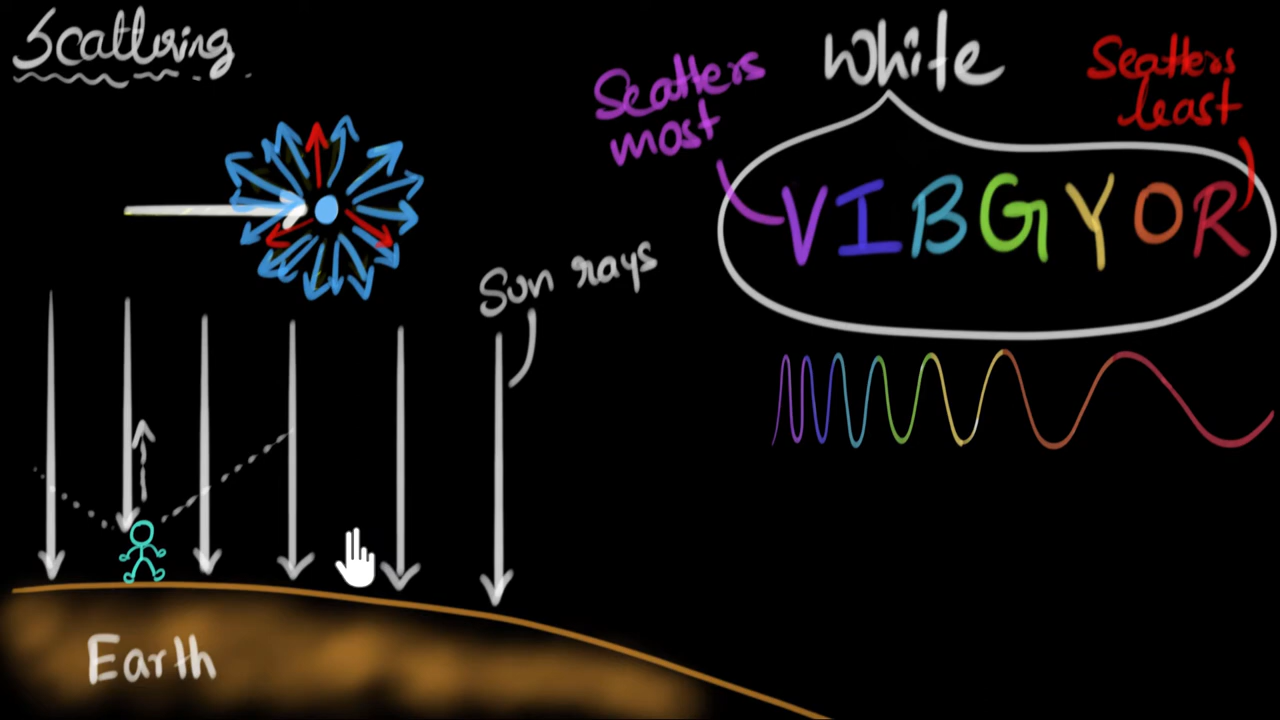 Scattering
White
Scatters
most
Scatters
least
VIBGYOR
Sun rays
Earth